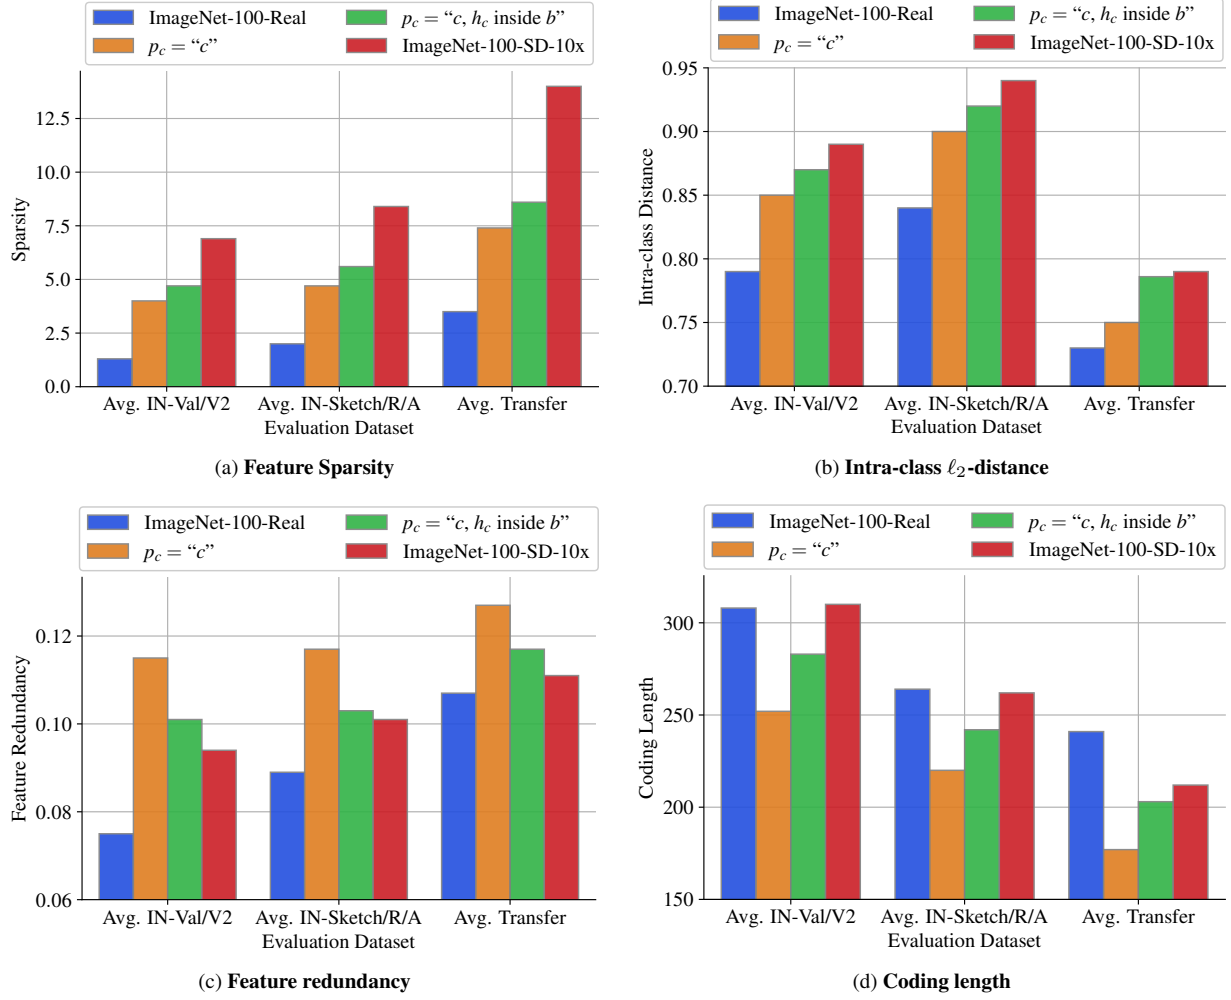 ImageNet-100-Real
p_c = “c”
p_c = “c, h_c inside b”
ImageNet-100-SD-10x
Sparsity
12.5
10.0
7.5
5.0
2.5
0.0
Avg. IN-Val/V2
Avg. IN-Sketch/R/A
Avg. Transfer
Evaluation Dataset
(a) Feature Sparsity
ImageNet-100-Real
p_c = “c”
p_c = “c, h_c inside b”
ImageNet-100-SD-10x
Intra-class Distance
0.95
0.90
0.85
0.80
0.75
0.70
Avg. IN-Val/V2
Avg. IN-Sketch/R/A
Avg. Transfer
Evaluation Dataset
(b) Intra-class ℓ₂-distance
ImageNet-100-Real
p_c = “c”
p_c = “c, h_c inside b”
ImageNet-100-SD-10x
Feature Redundancy
0.12
0.10
0.08
0.06
Avg. IN-Val/V2
Avg. IN-Sketch/R/A
Avg. Transfer
Evaluation Dataset
(c) Feature redundancy
ImageNet-100-Real
p_c = “c”
p_c = “c, h_c inside b”
ImageNet-100-SD-10x
Coding Length
300
250
200
150
Avg. IN-Val/V2
Avg. IN-Sketch/R/A
Avg. Transfer
Evaluation Dataset
(d) Coding length